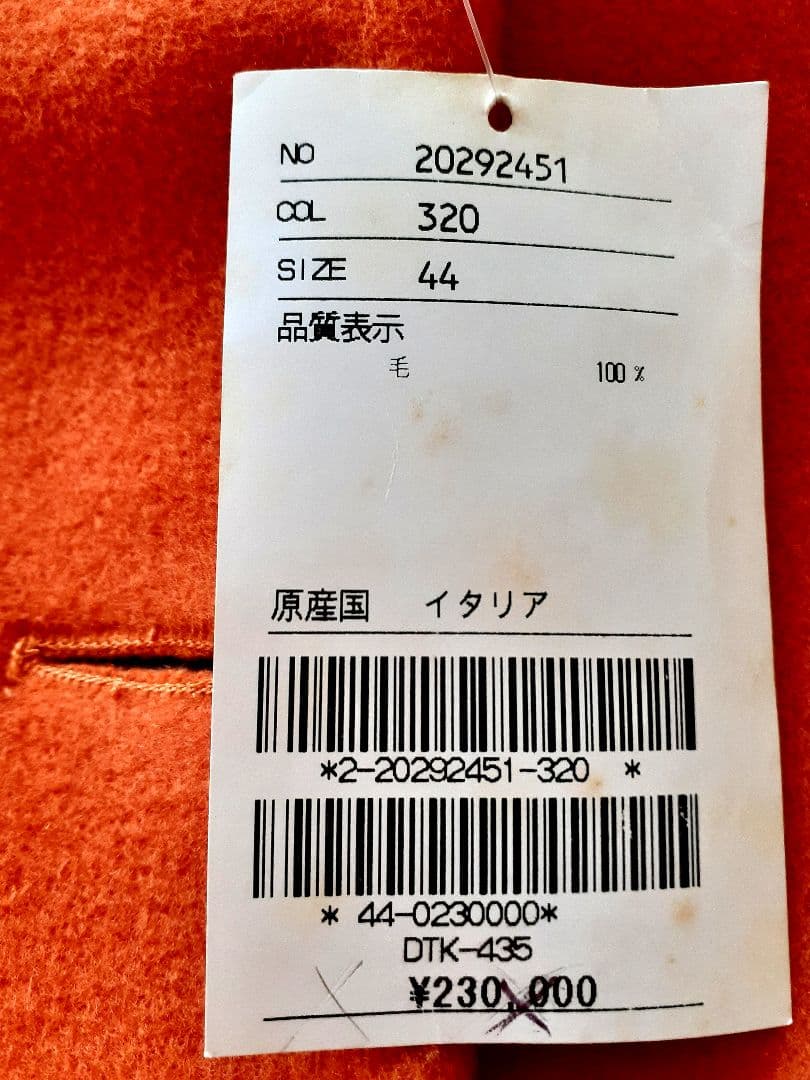 NO 20292451
COL 320
SIZE 44
品質表示
毛 100 %
原産国 イタリア
*2-20292451-320 *
* 44-0230000*
DTK-435
¥230,000